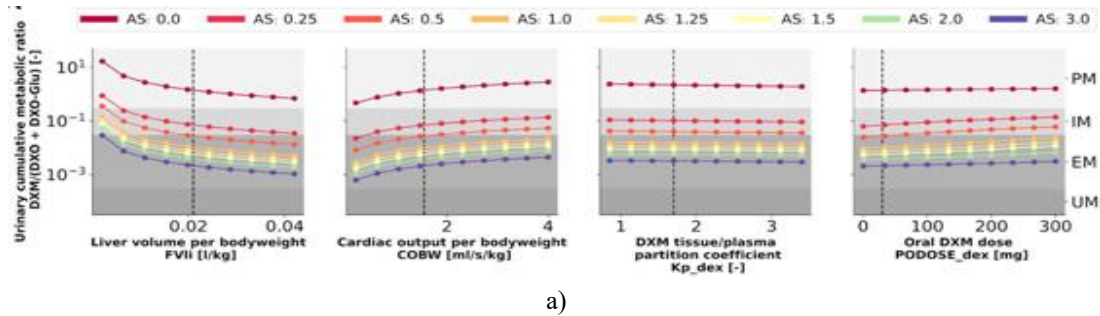 AS: 0.0 AS: 0.25 AS: 0.5 AS: 1.0 AS: 1.25 AS: 1.5 AS: 2.0 AS: 3.0
Urinary cumulative metabolic ratio
DXM/(DXO + DXO-Glu) [-]
10¹
10⁻¹
10⁻³
PM
IM
EM
UM
0.02 0.04
Liver volume per bodyweight
FVli [l/kg]
2 4
Cardiac output per bodyweight
COBW [ml/s/kg]
1 2 3
DXM tissue/plasma
partition coefficient
Kp_dex [-]
0 100 200 300
Oral DXM dose
PODOSE_dex [mg]
a)